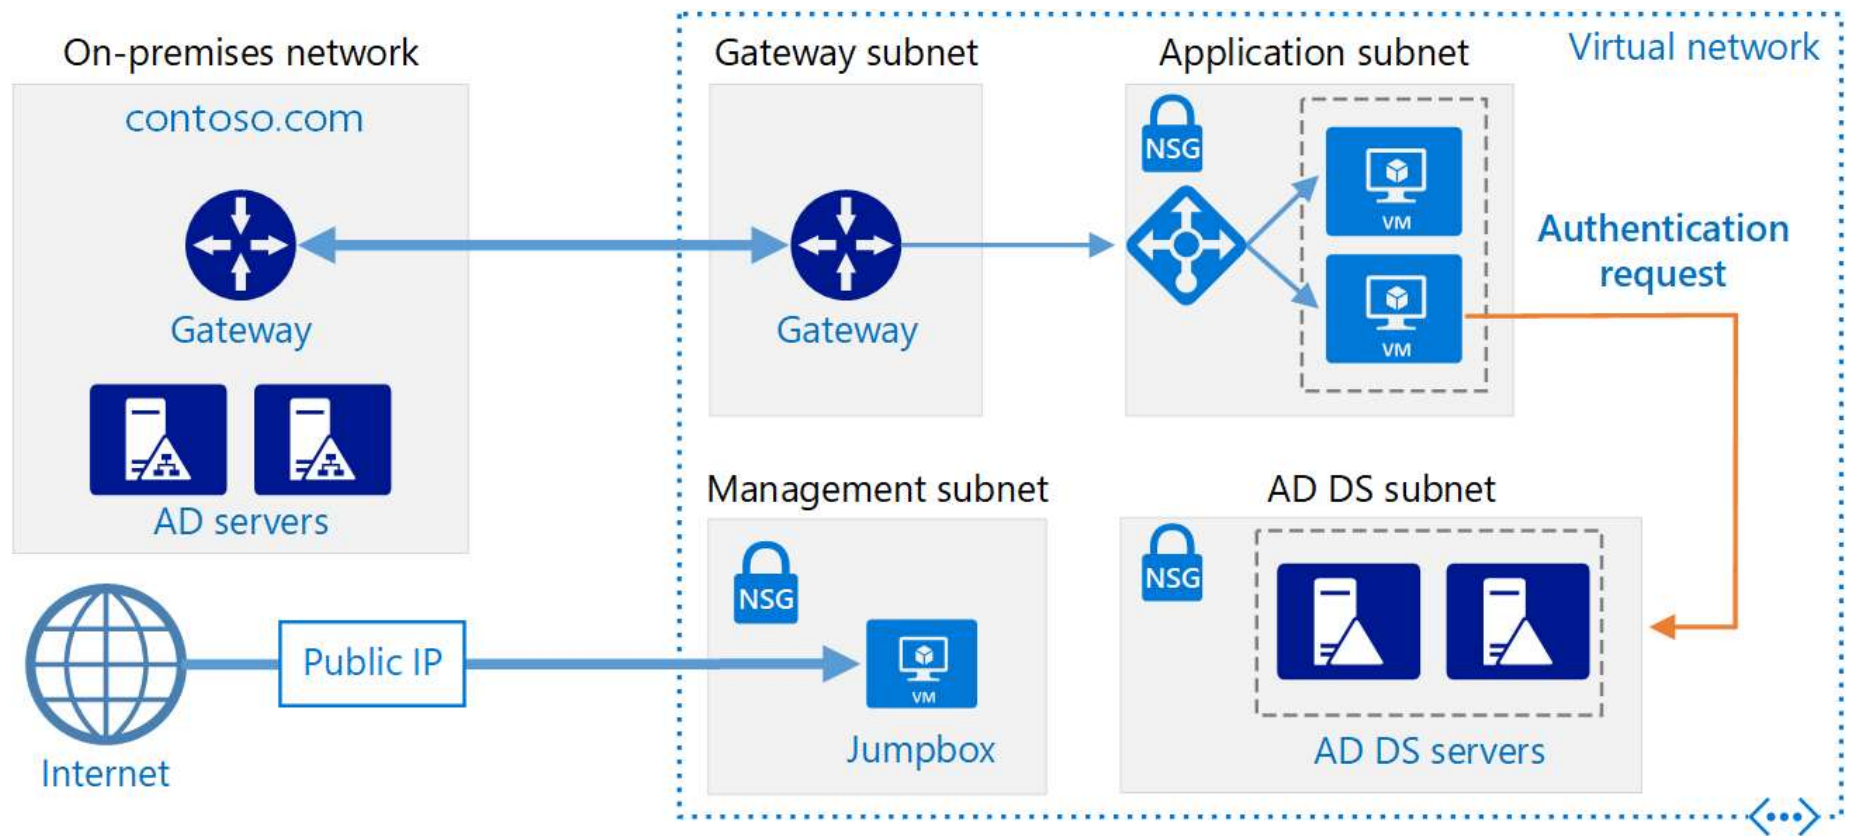 On-premises network
contoso.com
Gateway
AD servers
Internet
Public IP
Virtual network
Gateway subnet
Gateway
Application subnet
NSG
VM
VM
Authentication
request
Management subnet
NSG
VM
Jumpbox
AD DS subnet
NSG
AD DS servers